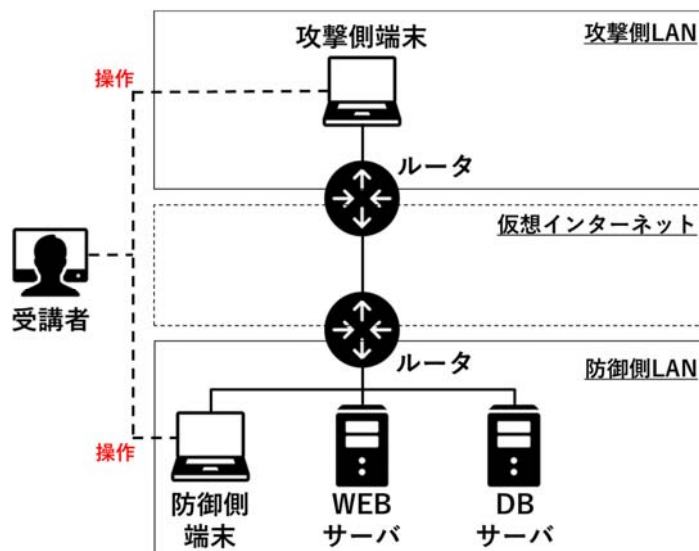 攻撃側LAN
攻撃側端末
操作
ルータ
仮想インターネット
受講者
ルータ
防御側LAN
操作
防御側
端末
WEB
サーバ
DB
サーバ